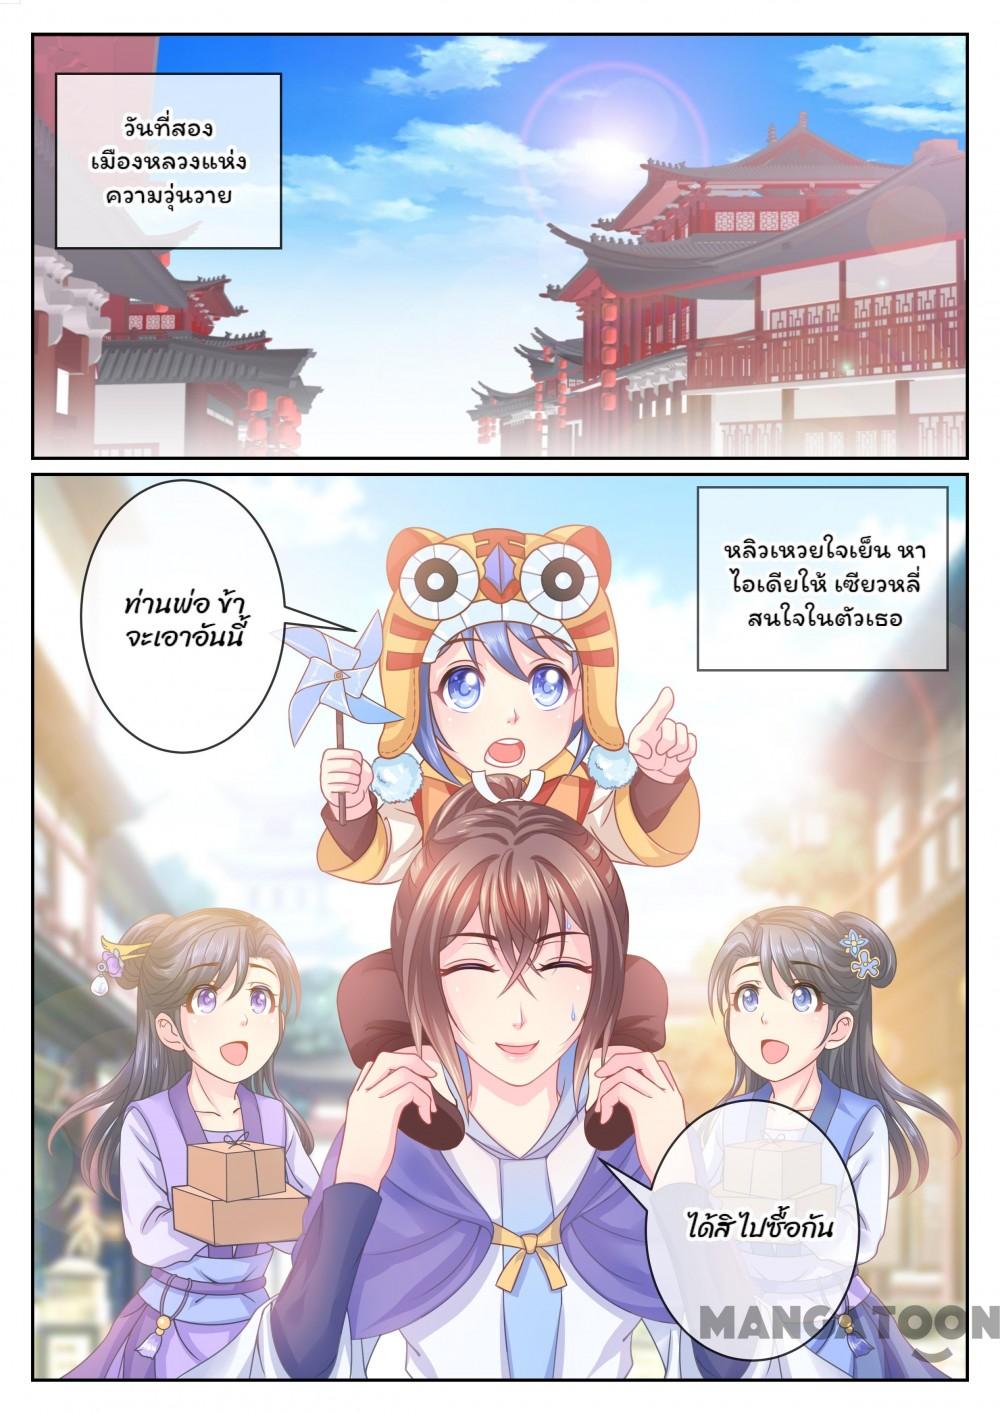 วันที่สอง
เมืองหลวงแห่ง
ความวุ่นวาย
หลิวเหวยใจเย็น หา
ไอเดียให้ เซียวหลี่
สนใจในตัวเธอ
ท่านพ่อ ข้า
จะเอาอันนี้
ได้สิ ไปซื้อกัน
MANGATOON